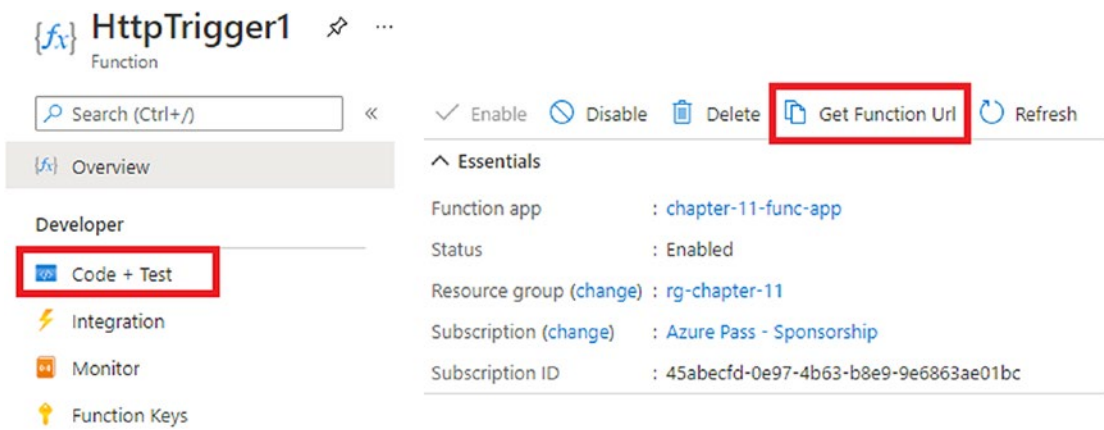 {fx} HttpTrigger1 ...
Function
Search (Ctrl+/) «
{fx} Overview
Developer
</> Code + Test
Integration
Monitor
Function Keys
Enable Disable Delete Get Function Url Refresh
Essentials
Function app : chapter-11-func-app
Status : Enabled
Resource group (change) : rg-chapter-11
Subscription (change) : Azure Pass - Sponsorship
Subscription ID : 45abecfd-0e97-4b63-b8e9-9e6863ae01bc